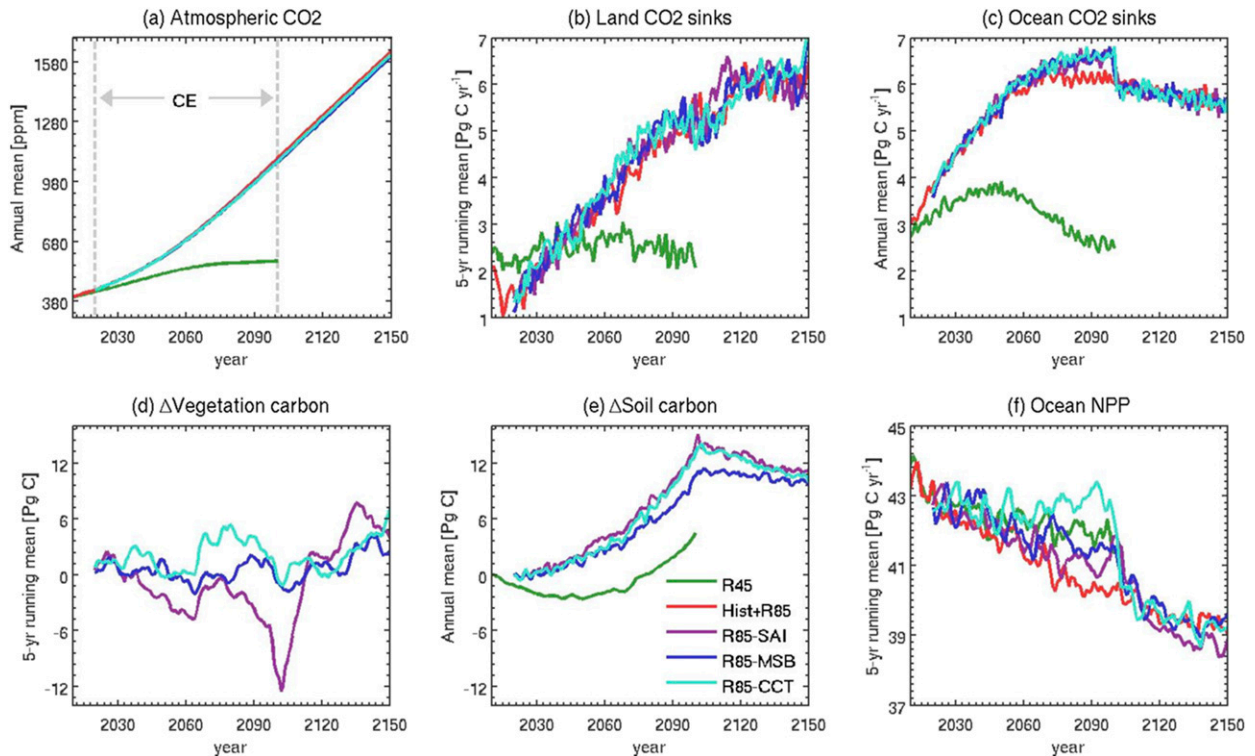 (a) Atmospheric CO2
Annual mean [ppm]
1580
1280
980
680
380
CE
2030 2060 2090 2120 2150
year
(b) Land CO2 sinks
5-yr running mean [Pg C yr⁻¹]
7
6
5
4
3
2
1
2030 2060 2090 2120 2150
year
(c) Ocean CO2 sinks
Annual mean [Pg C yr⁻¹]
7
6
5
4
3
2
1
2030 2060 2090 2120 2150
year
(d) ΔVegetation carbon
5-yr running mean [Pg C]
12
6
0
-6
-12
2030 2060 2090 2120 2150
year
(e) ΔSoil carbon
Annual mean [Pg C]
12
6
0
-6
-12
R45
Hist+R85
R85-SAI
R85-MSB
R85-CCT
2030 2060 2090 2120 2150
year
(f) Ocean NPP
5-yr running mean [Pg C yr⁻¹]
45
43
41
39
37
2030 2060 2090 2120 2150
year